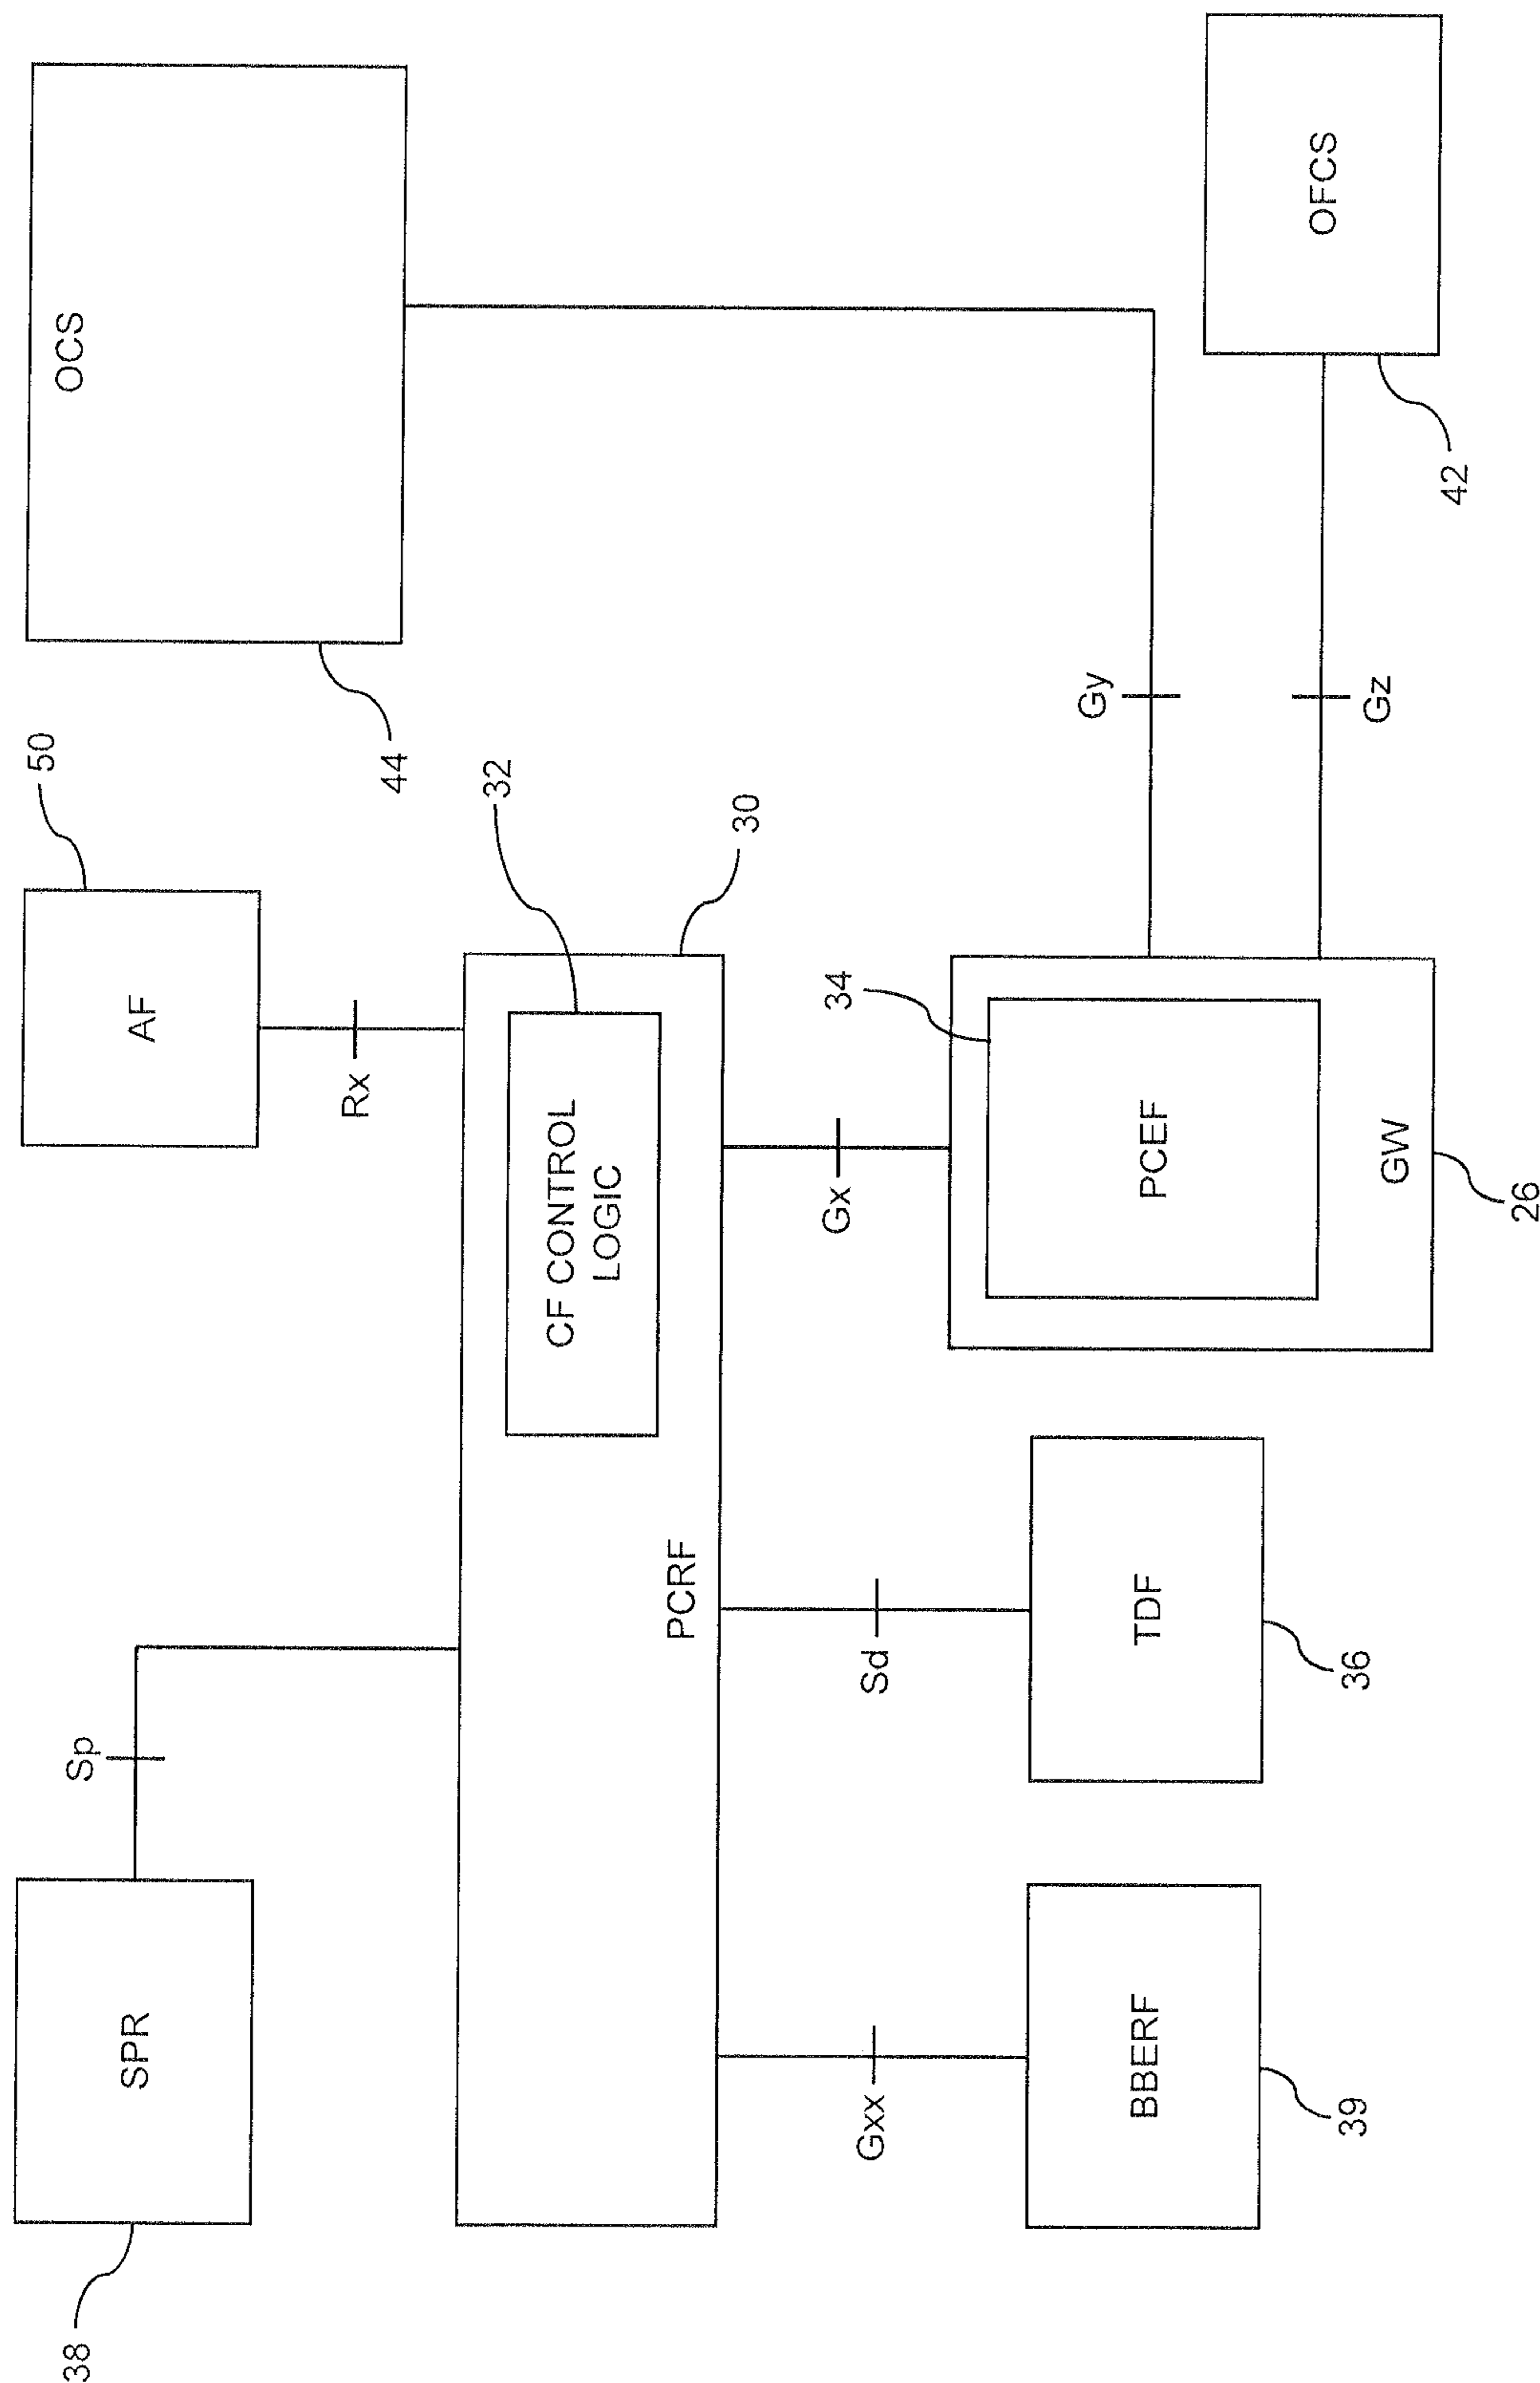 38
SPR
Sp
AF
50
Rx
OCS
44
CF CONTROL
LOGIC
32
30
PCRF
Gxx
Sd
Gx
34
BBERF
39
TDF
36
PCEF
GW
26
Gy
Gz
OFCS
42